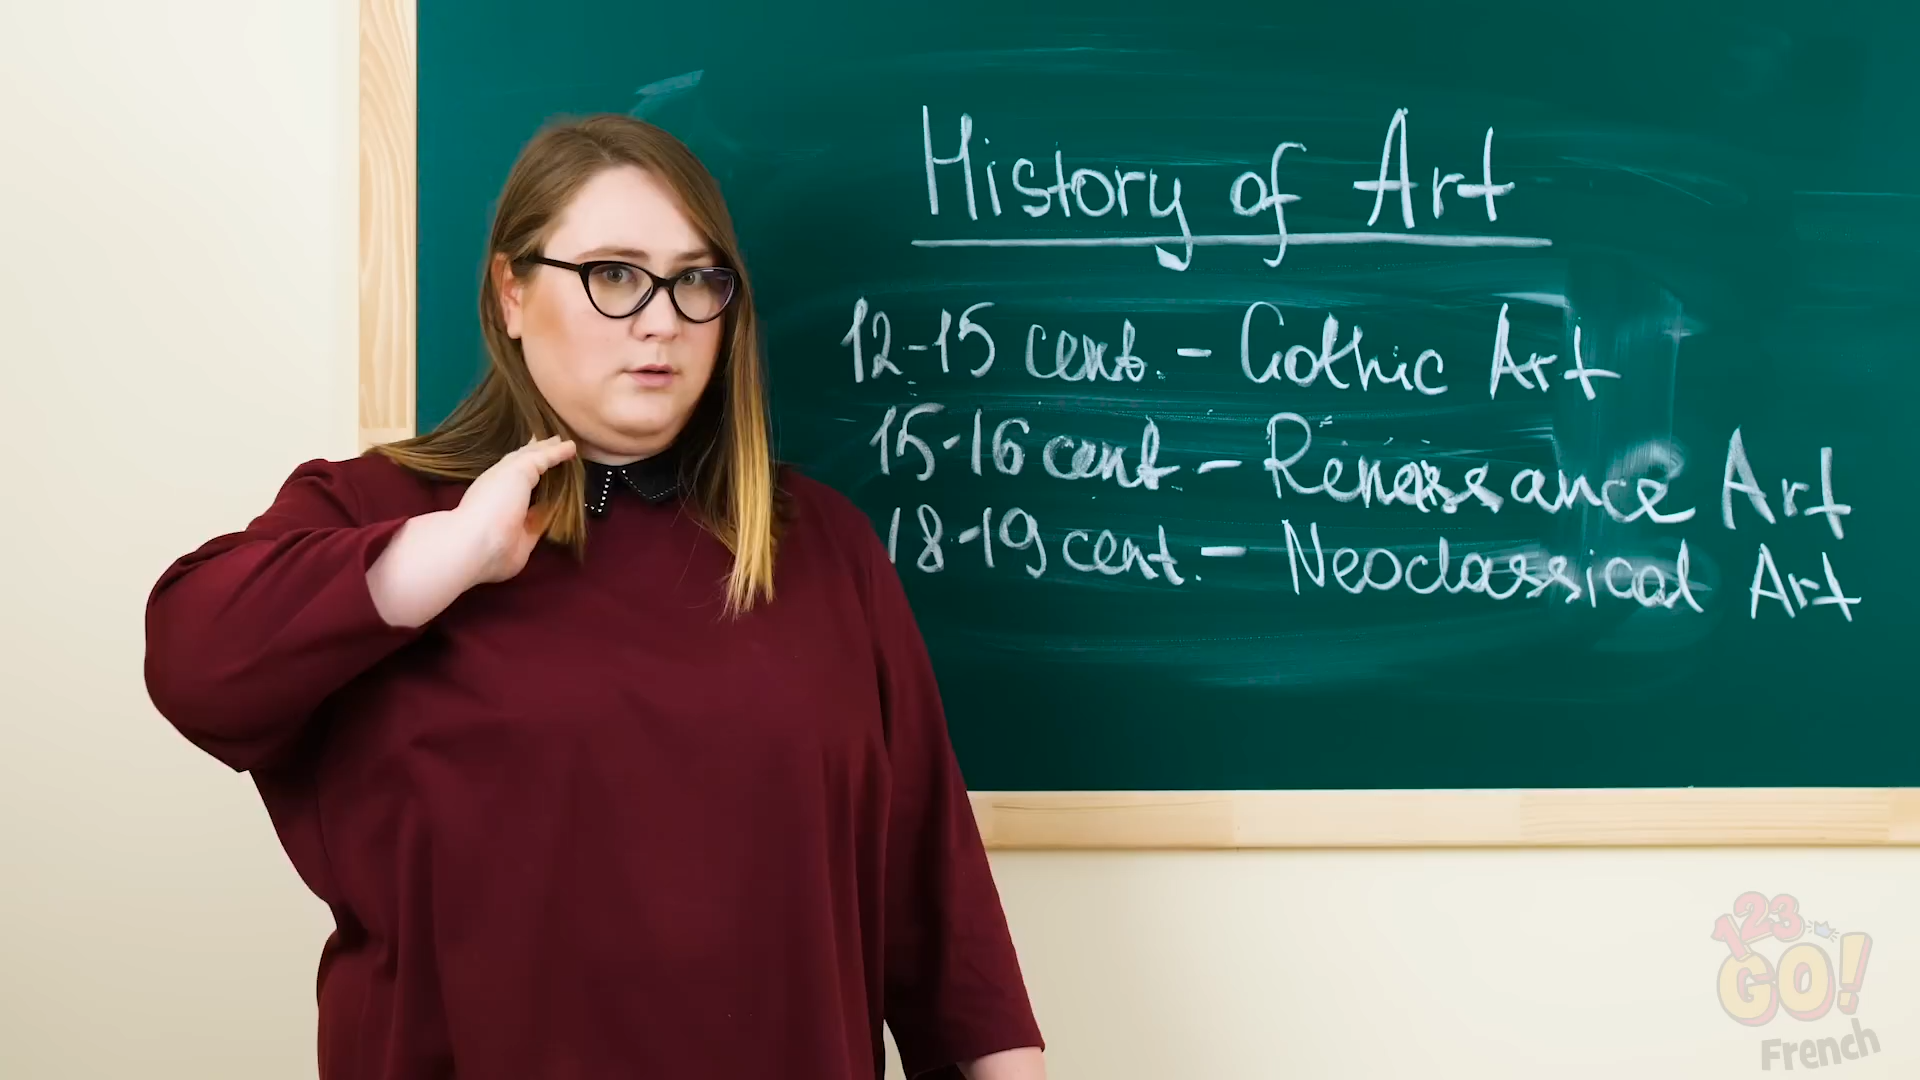 History of Art
12-15 cent. - Gothic Art
15-16 cent - Renassance Art
18-19 cent. - Neoclassical Art
123
GO!
French